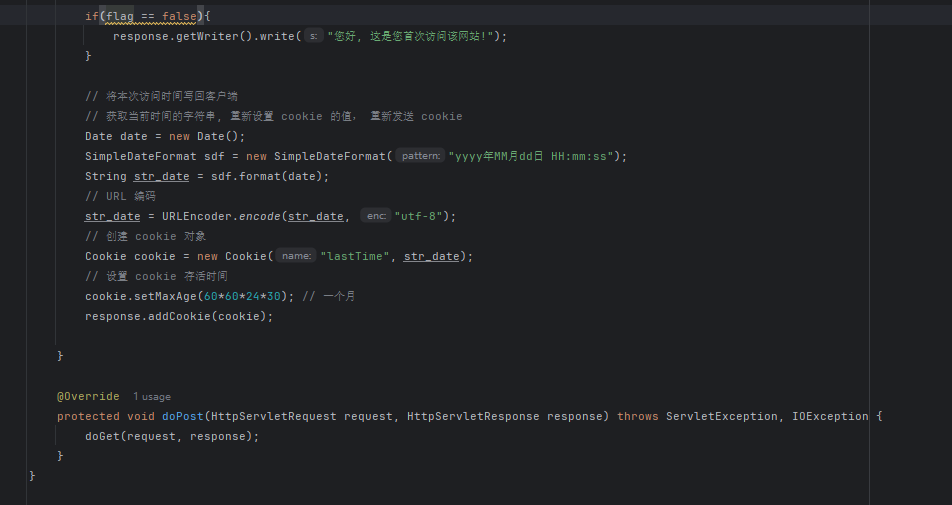 if(flag == false){
response.getWriter().write( s: "您好, 这是您首次访问该网站!");
}
// 将本次访问时间写回客户端
// 获取当前时间的字符串, 重新设置 cookie 的值, 重新发送 cookie
Date date = new Date();
SimpleDateFormat sdf = new SimpleDateFormat( pattern: "yyyy年MM月dd日 HH:mm:ss");
String str_date = sdf.format(date);
// URL 编码
str_date = URLEncoder.encode(str_date, enc: "utf-8");
// 创建 cookie 对象
Cookie cookie = new Cookie( name: "lastTime", str_date);
// 设置 cookie 存活时间
cookie.setMaxAge(60*60*24*30); // 一个月
response.addCookie(cookie);
}
@Override 1 usage
protected void doPost(HttpServletRequest request, HttpServletResponse response) throws ServletException, IOException {
doGet(request, response);
}
}